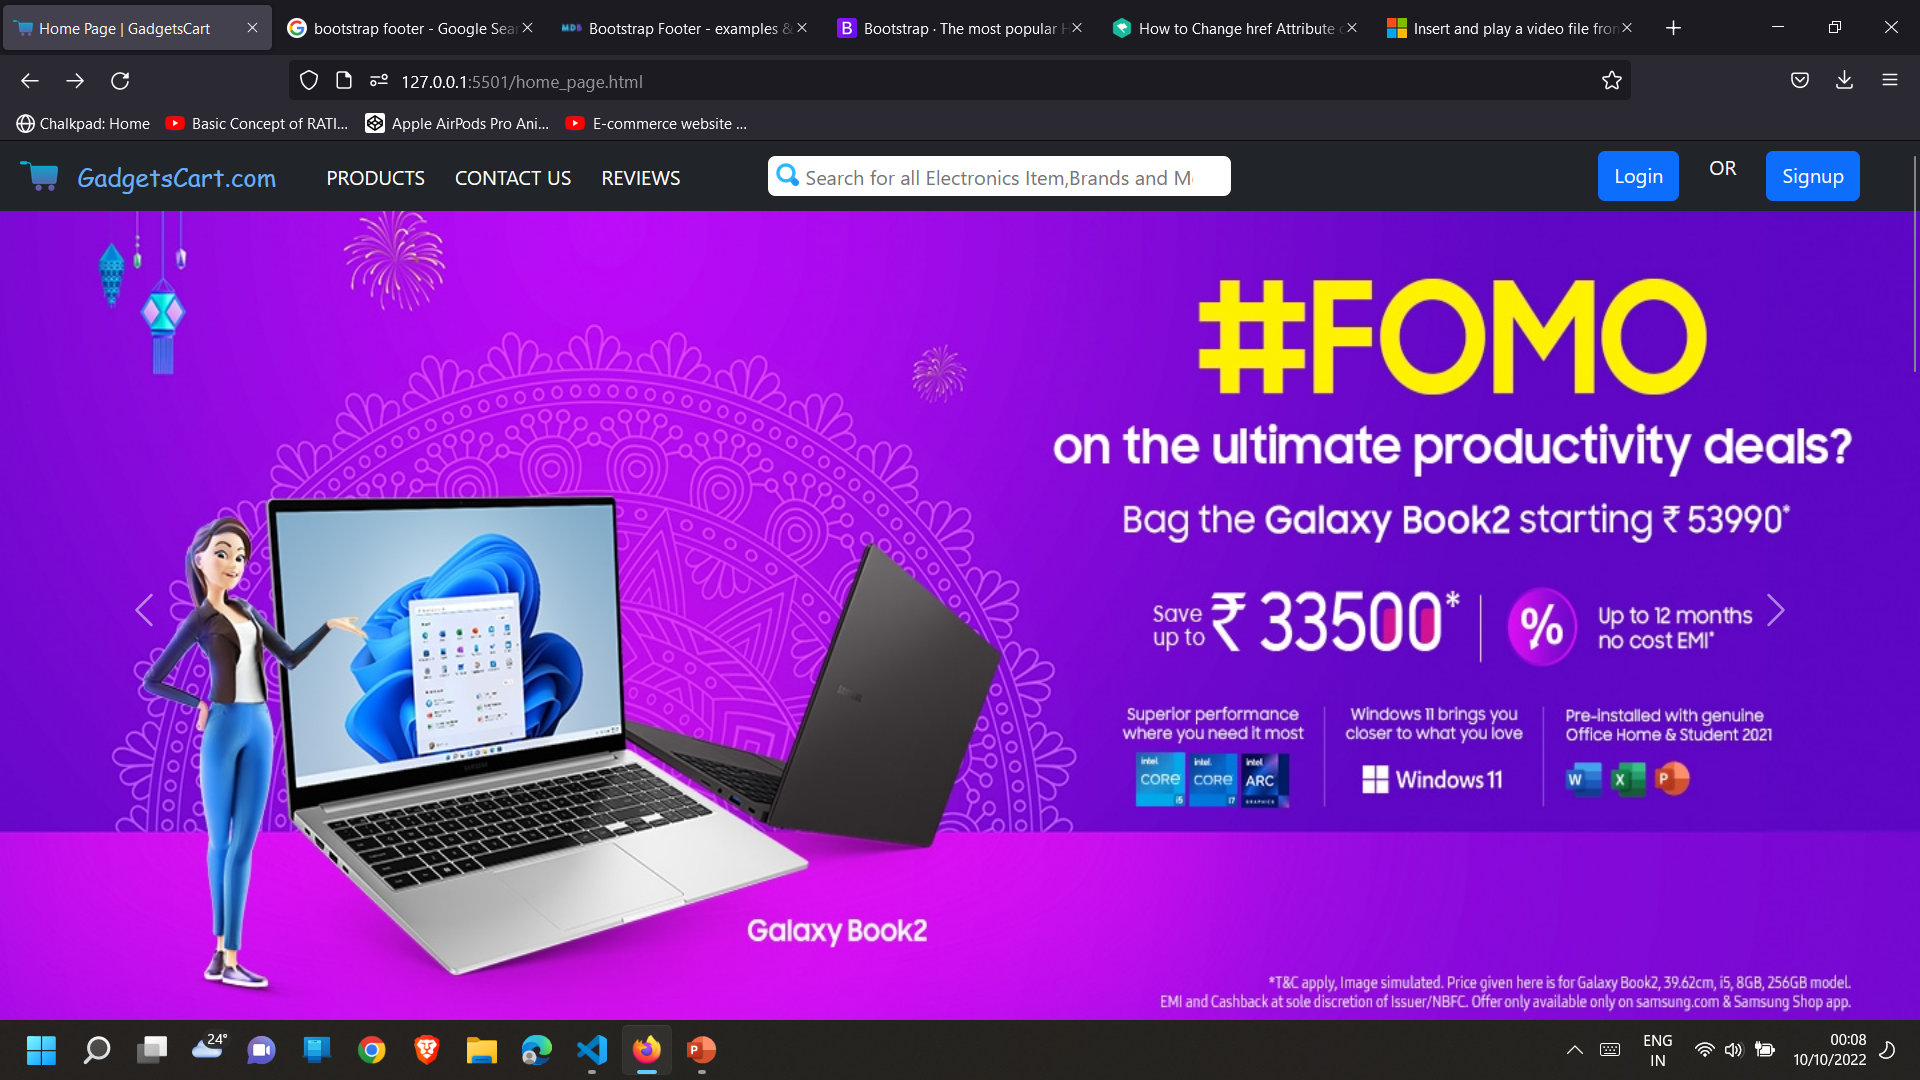 Home Page | GadgetsCart
bootstrap footer - Google Sea
MDB Bootstrap Footer - examples &
B Bootstrap · The most popular H
How to Change href Attribute o
Insert and play a video file from
127.0.0.1:5501/home_page.html
Chalkpad: Home
Basic Concept of RATI...
Apple AirPods Pro Ani...
E-commerce website ...
GadgetsCart.com
PRODUCTS
CONTACT US
REVIEWS
Search for all Electronics Item,Brands and M
Login
OR
Signup
#FOMO
on the ultimate productivity deals?
Bag the Galaxy Book2 starting ₹ 53990*
Save
up to ₹ 33500*
%
Up to 12 months
no cost EMI*
Superior performance
where you need it most
intel CORE i5
intel CORE i7
intel ARC GRAPHICS
Windows 11 brings you
closer to what you love
Windows 11
Pre-installed with genuine
Office Home & Student 2021
W X P
SAMSUNG
Galaxy Book2
*T&C apply, Image simulated. Price given here is for Galaxy Book2, 39.62cm, i5, 8GB, 256GB model.
EMI and Cashback at sole discretion of Issuer/NBFC. Offer only available only on samsung.com & Samsung Shop app.
24°
P
ENG
IN
00:08
10/10/2022